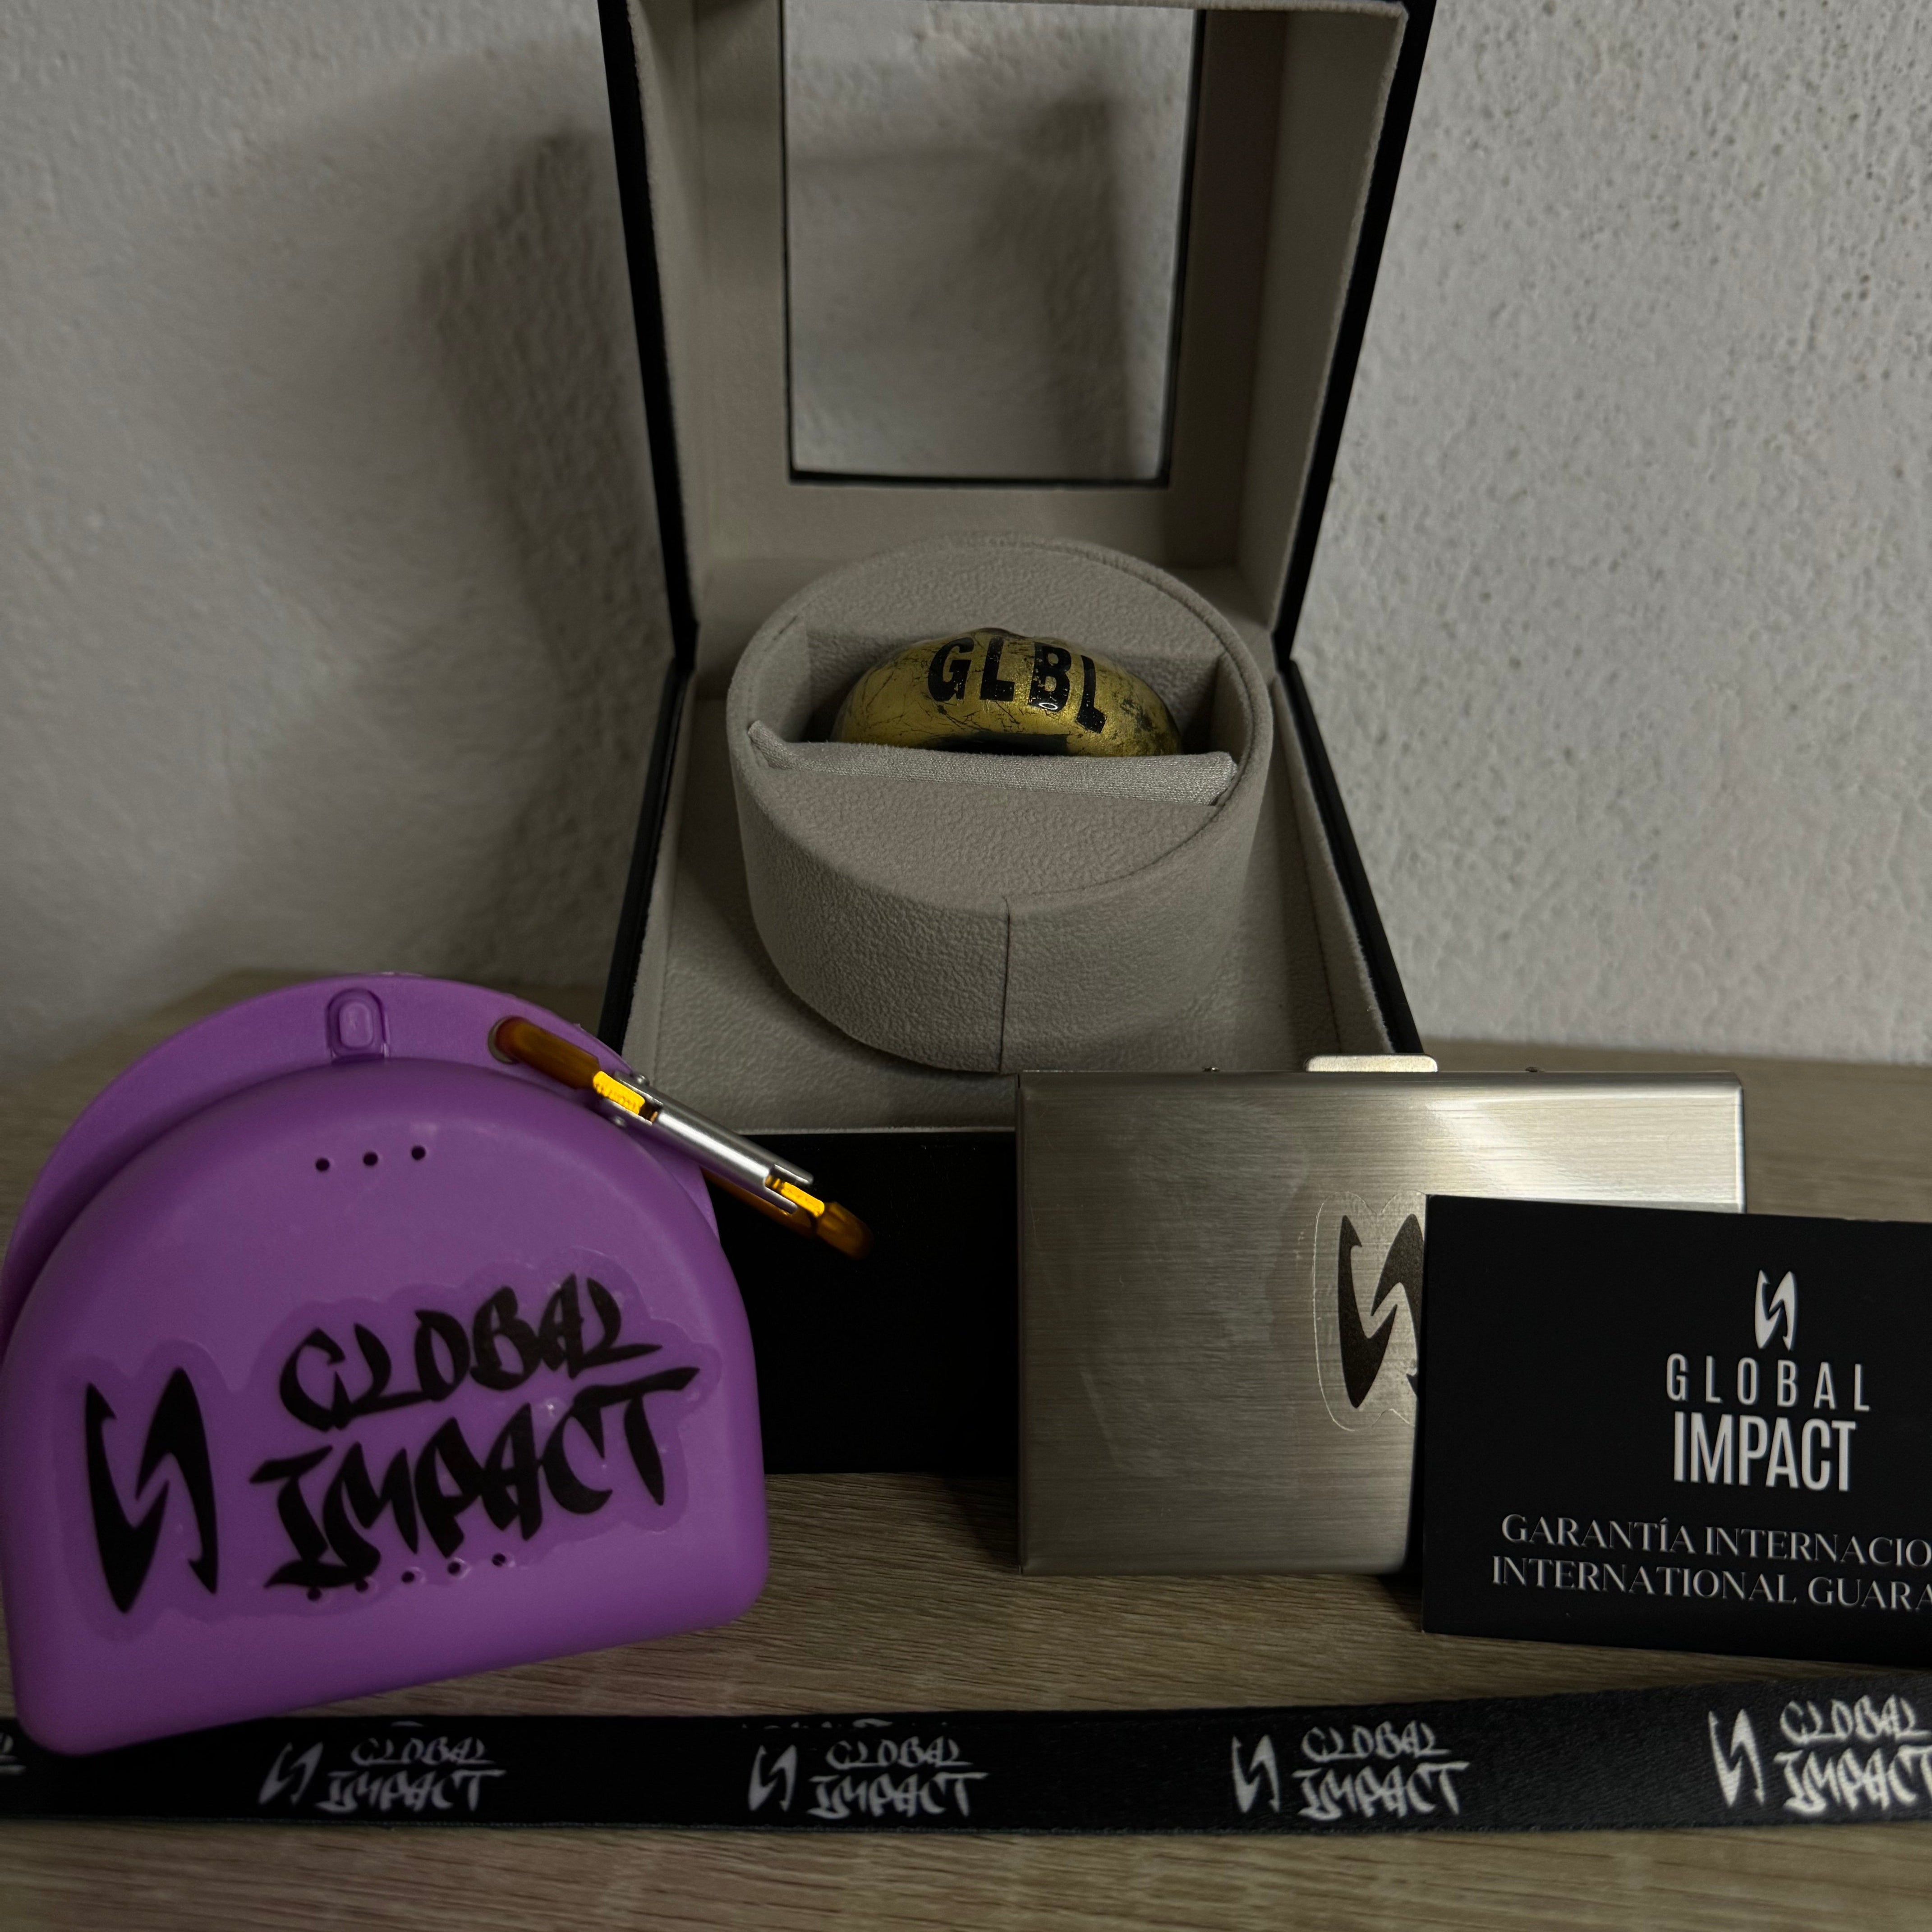 GLBL
GLOBAL
IMPACT
GLOBAL
IMPACT
GARANTÍA INTERNACIO
INTERNATIONAL GUARA
GLOBAL
IMPACT
GLOBAL
IMPACT
GLOBAL
IMPACT
GLOBAL
IMPACT